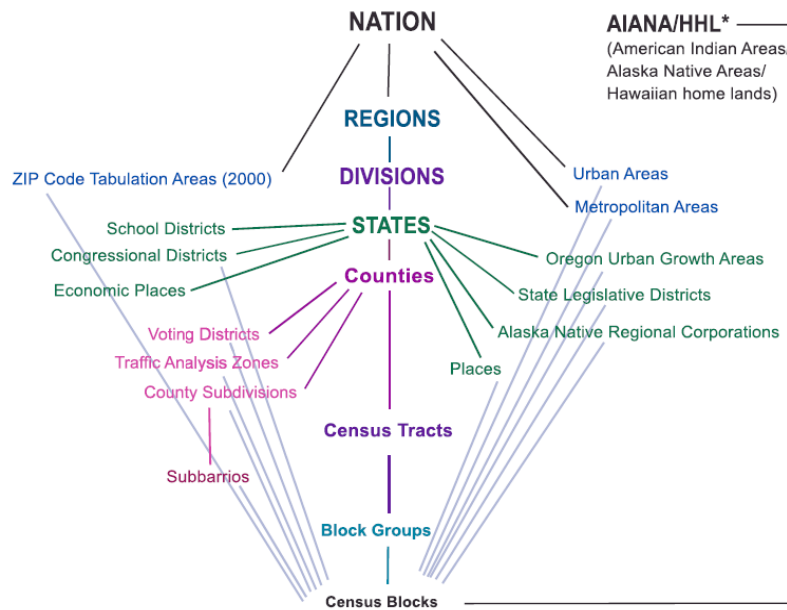 NATION
AIANA/HHL*
(American Indian Areas/
Alaska Native Areas/
Hawaiian home lands)
REGIONS
ZIP Code Tabulation Areas (2000)
DIVISIONS
Urban Areas
Metropolitan Areas
School Districts
STATES
Congressional Districts
Oregon Urban Growth Areas
Economic Places
Counties
State Legislative Districts
Voting Districts
Alaska Native Regional Corporations
Traffic Analysis Zones
Places
County Subdivisions
Census Tracts
Subbarrios
Block Groups
Census Blocks